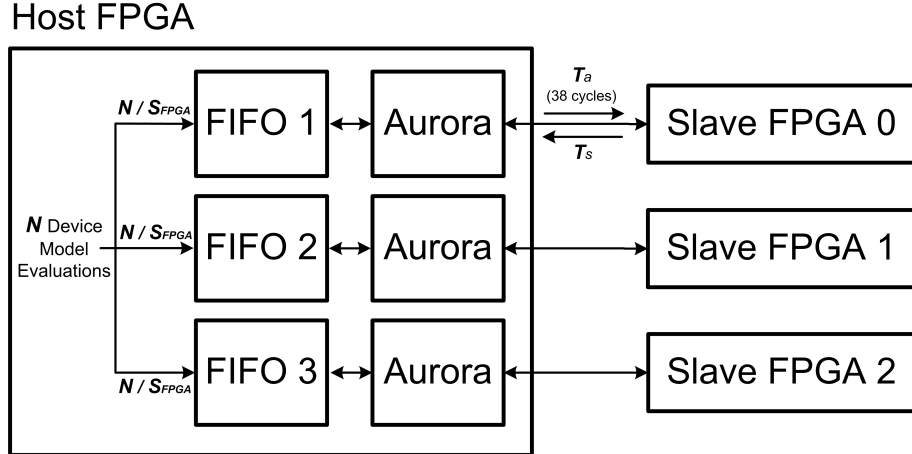 Host FPGA
N / SFPGA
FIFO 1
Aurora
Ta
(38 cycles)
Ts
Slave FPGA 0
N Device
Model
Evaluations
N / SFPGA
FIFO 2
Aurora
Slave FPGA 1
N / SFPGA
FIFO 3
Aurora
Slave FPGA 2